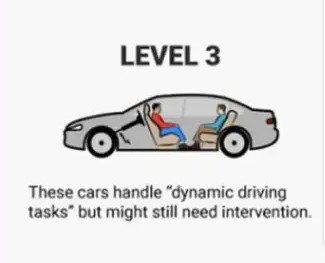 LEVEL 3
These cars handle “dynamic driving
tasks” but might still need intervention.